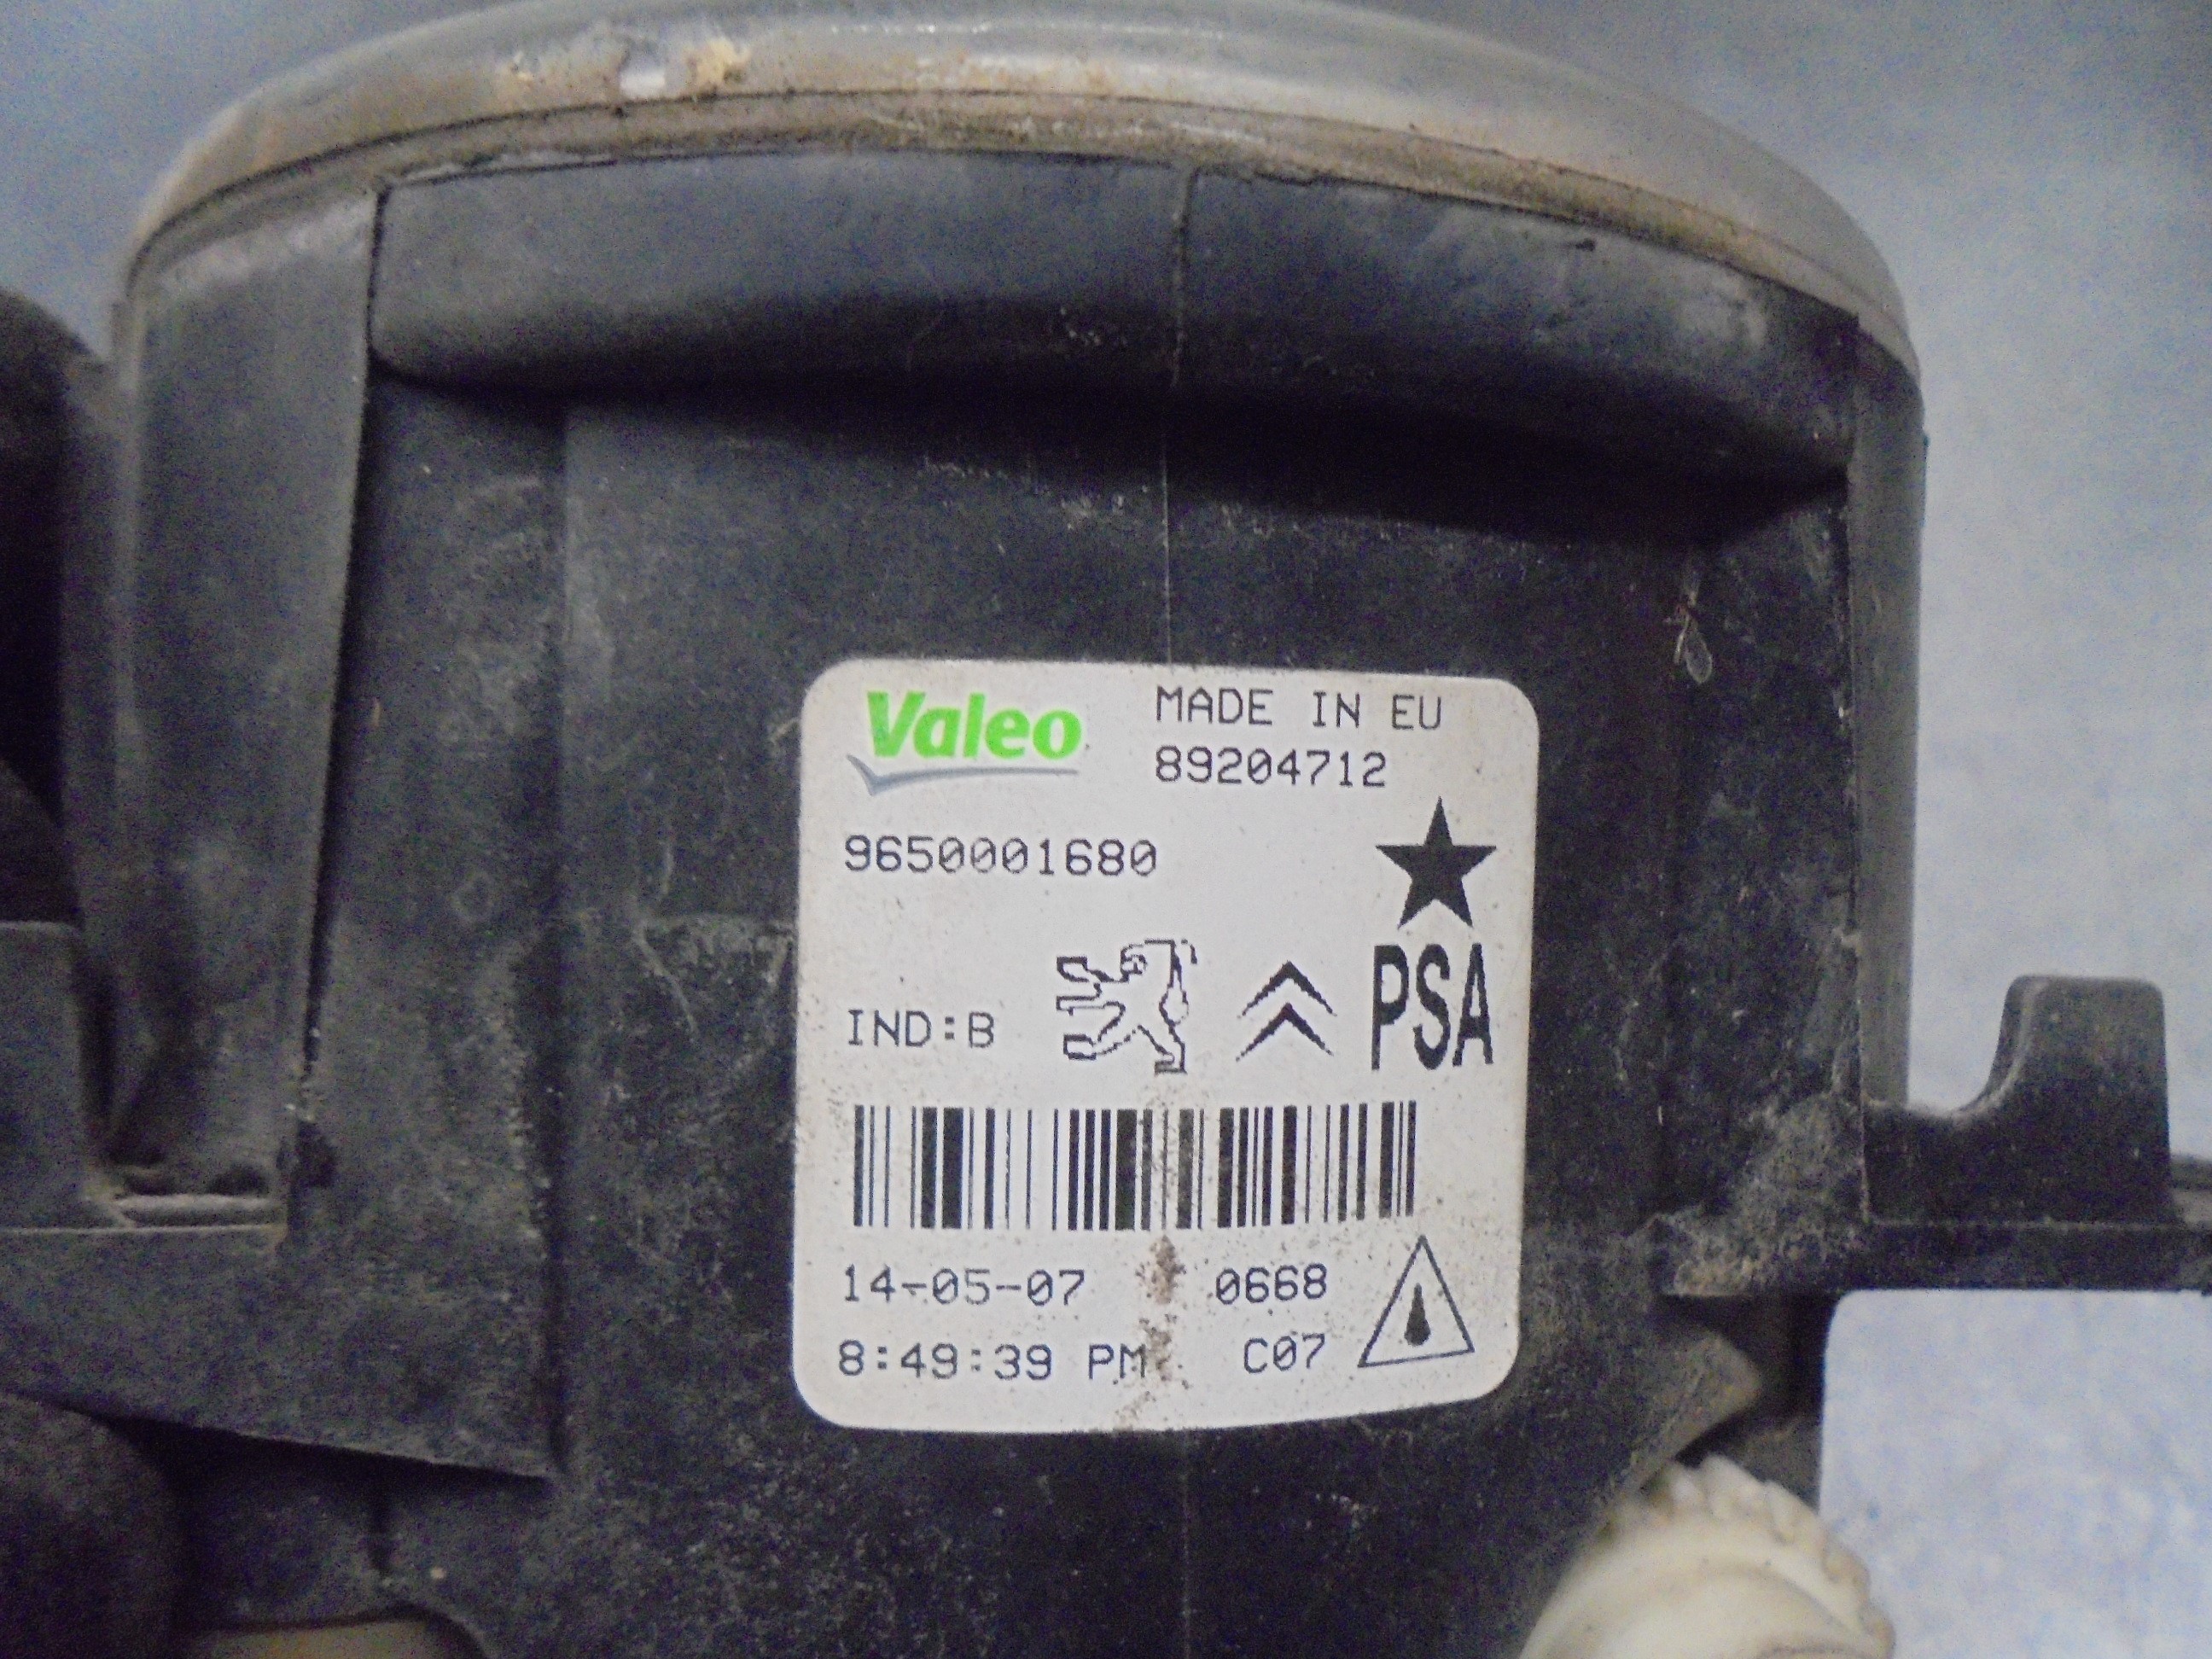 Valeo MADE IN EU
89204712
9650001680
IND:B PSA
14-05-07 0668
8:49:39 PM C07